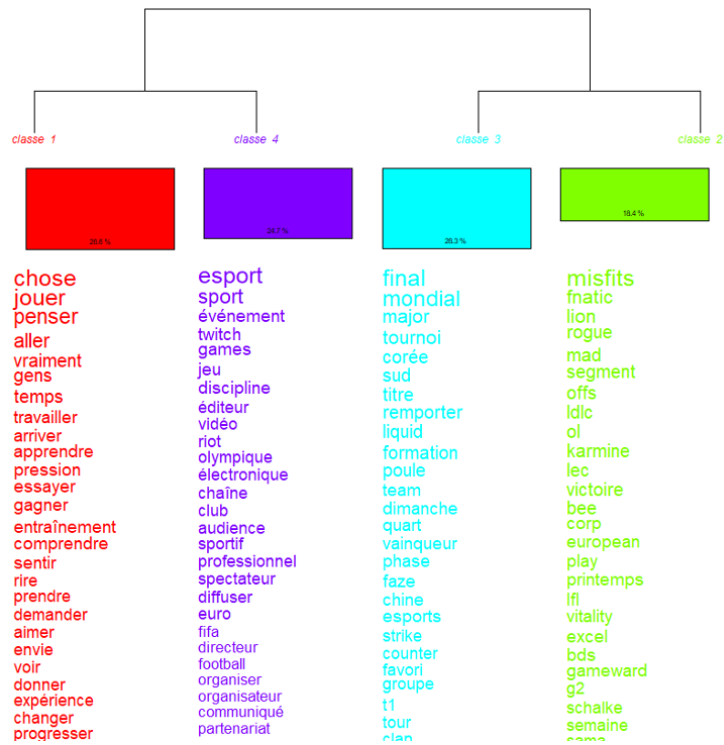 classe 1
classe 4
classe 3
classe 2
28.6 %
24.7 %
28.3 %
18.4 %
chose
jouer
penser
aller
vraiment
gens
temps
travailler
arriver
apprendre
pression
essayer
gagner
entraînement
comprendre
sentir
rire
prendre
demander
aimer
envie
voir
donner
expérience
changer
progresser
esport
sport
événement
twitch
games
jeu
discipline
éditeur
vidéo
riot
olympique
électronique
chaîne
club
audience
sportif
professionnel
spectateur
diffuser
euro
fifa
directeur
football
organiser
organisateur
communiqué
partenariat
final
mondial
major
tournoi
corée
sud
titre
remporter
liquid
formation
poule
team
dimanche
quart
vainqueur
phase
faze
chine
esports
strike
counter
favori
groupe
t1
tour
clan
misfits
fnatic
lion
rogue
mad
segment
offs
ldlc
ol
karmine
lec
victoire
bee
corp
european
play
printemps
lfl
vitality
excel
bds
gameward
g2
schalke
semaine